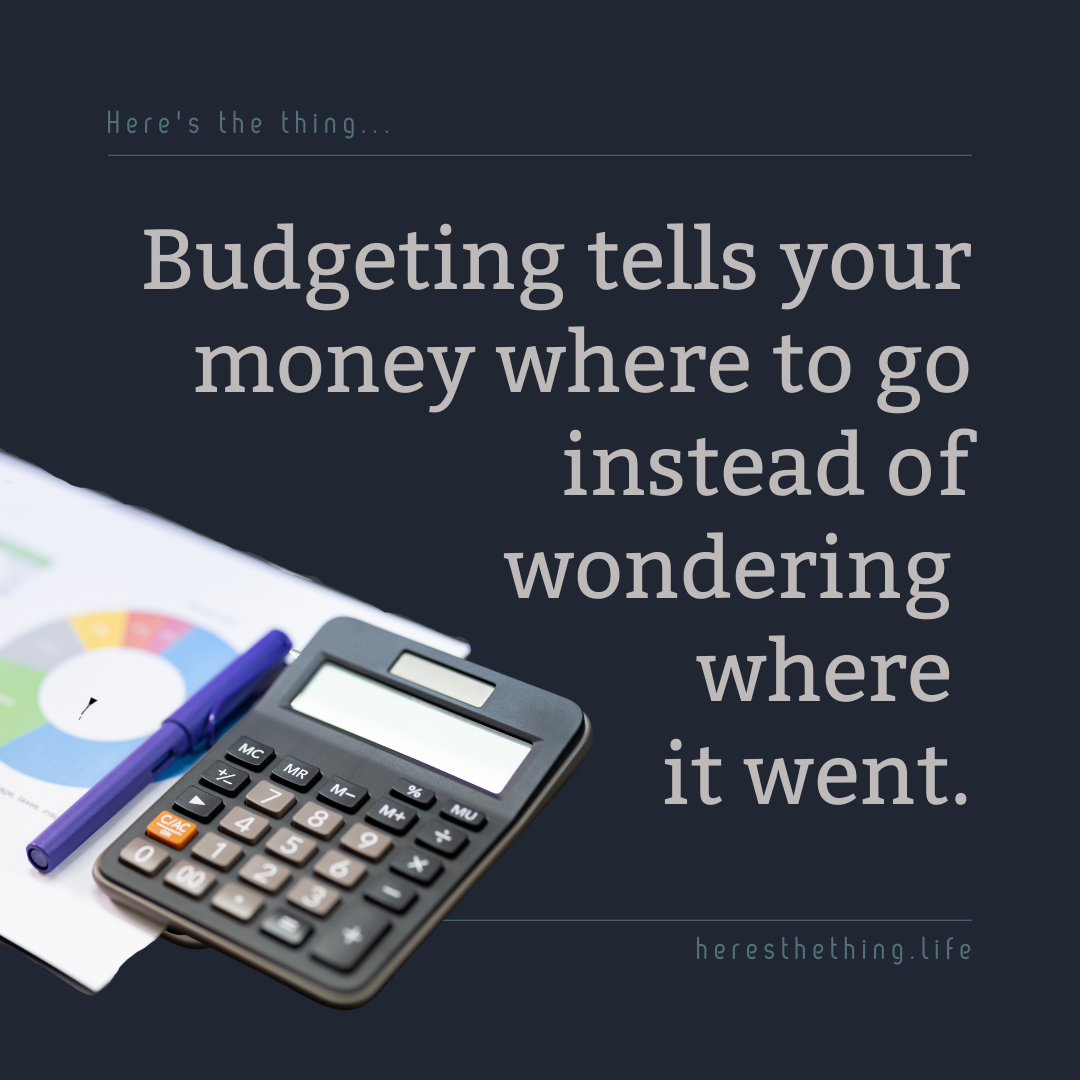 Here's the thing...
Budgeting tells your
money where to go
instead of
wondering
where
it went.
MC
MR
M−
%
MU
+/−
M+
÷
▶
7
8
9
×
C/AC
ON
4
5
6
−
0
1
2
3
+
00
·
=
heresthething.life